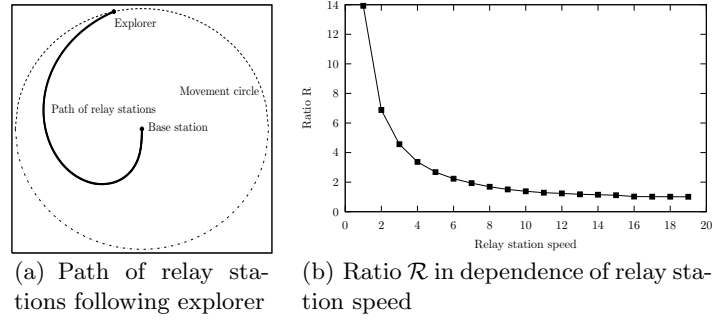 Explorer
Movement circle
Path of relay stations
Base station
(a) Path of relay sta-
tions following explorer
14
12
10
8
6
4
2
0
Ratio R
0 2 4 6 8 10 12 14 16 18 20
Relay station speed
(b) Ratio R in dependence of relay sta-
tion speed